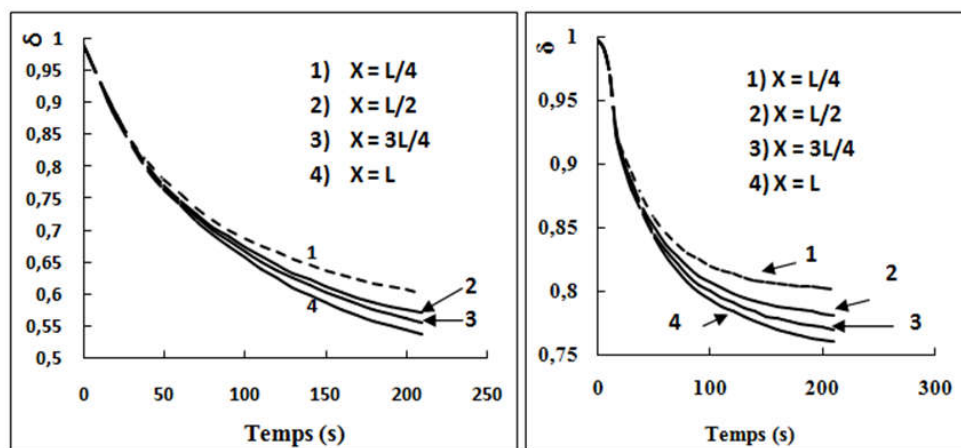 δ
1
0,95
0,9
0,85
0,8
0,75
0,7
0,65
0,6
0,55
0,5
1) X = L/4
2) X = L/2
3) X = 3L/4
4) X = L
1
2
3
4
0 50 100 150 200 250
Temps (s)
δ
1
0,95
0,9
0,85
0,8
0,75
1) X = L/4
2) X = L/2
3) X = 3L/4
4) X = L
1
2
3
4
0 100 200 300
Temps (s)